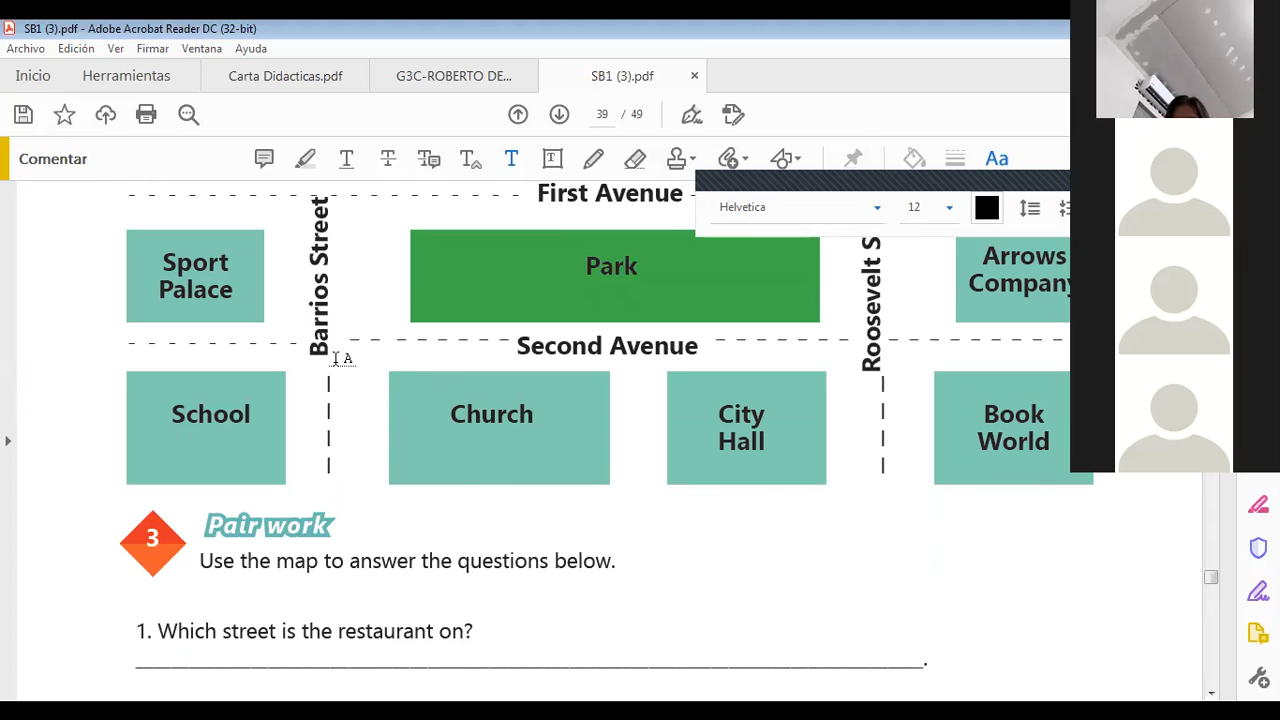 SB1 (3).pdf - Adobe Acrobat Reader DC (32-bit)
Archivo Edición Ver Firmar Ventana Ayuda
Inicio Herramientas Carta Didacticas.pdf G3C-ROBERTO DE... SB1 (3).pdf ×
39 / 49
Comentar
Aa
Helvetica 12
First Avenue
Barrios Street
Roosevelt S
Sport
Palace
Park
Arrows
Company
Second Avenue
A
School
Church
City
Hall
Book
World
3 Pair work
Use the map to answer the questions below.
1. Which street is the restaurant on?